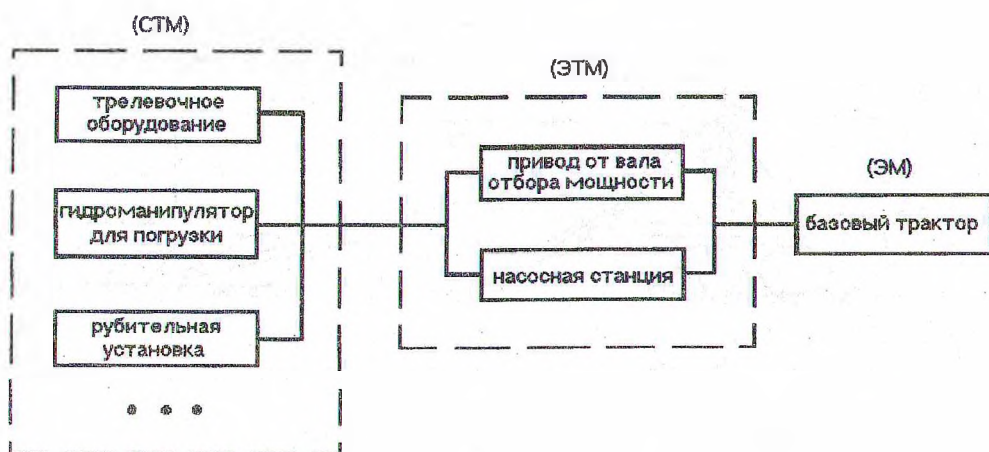 (СТМ)
трелевочное
оборудование
гидроманипулятор
для погрузки
рубительная
установка
(ЭТМ)
привод от вала
отбора мощности
насосная станция
(ЭМ)
базовый трактор